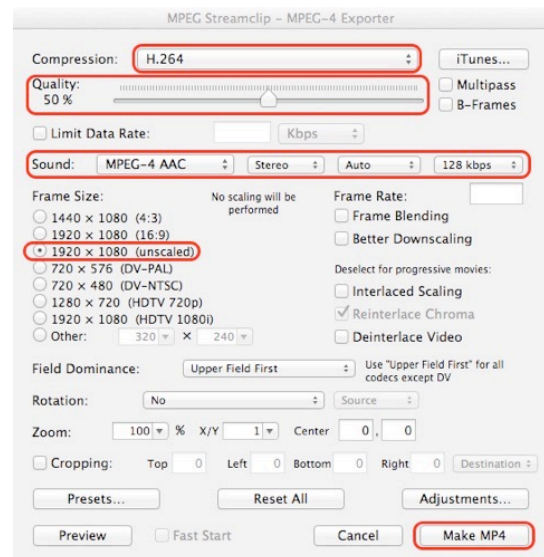 MPEG Streamclip – MPEG-4 Exporter
Compression: H.264 iTunes...
Quality: Multipass
50 % B-Frames
Limit Data Rate: Kbps
Sound: MPEG-4 AAC Stereo Auto 128 kbps
Frame Size: No scaling will be performed Frame Rate:
1440 × 1080 (4:3) Frame Blending
1920 × 1080 (16:9) Better Downscaling
1920 × 1080 (unscaled)
720 × 576 (DV-PAL) Deselect for progressive movies:
720 × 480 (DV-NTSC) Interlaced Scaling
1280 × 720 (HDTV 720p) Reinterlace Chroma
1920 × 1080 (HDTV 1080i)
Other: 320 × 240 Deinterlace Video
Field Dominance: Upper Field First Use "Upper Field First" for all codecs except DV
Rotation: No Source
Zoom: 100 % X/Y 1 Center 0 , 0
Cropping: Top 0 Left 0 Bottom 0 Right 0 Destination
Presets... Reset All Adjustments...
Preview Fast Start Cancel Make MP4